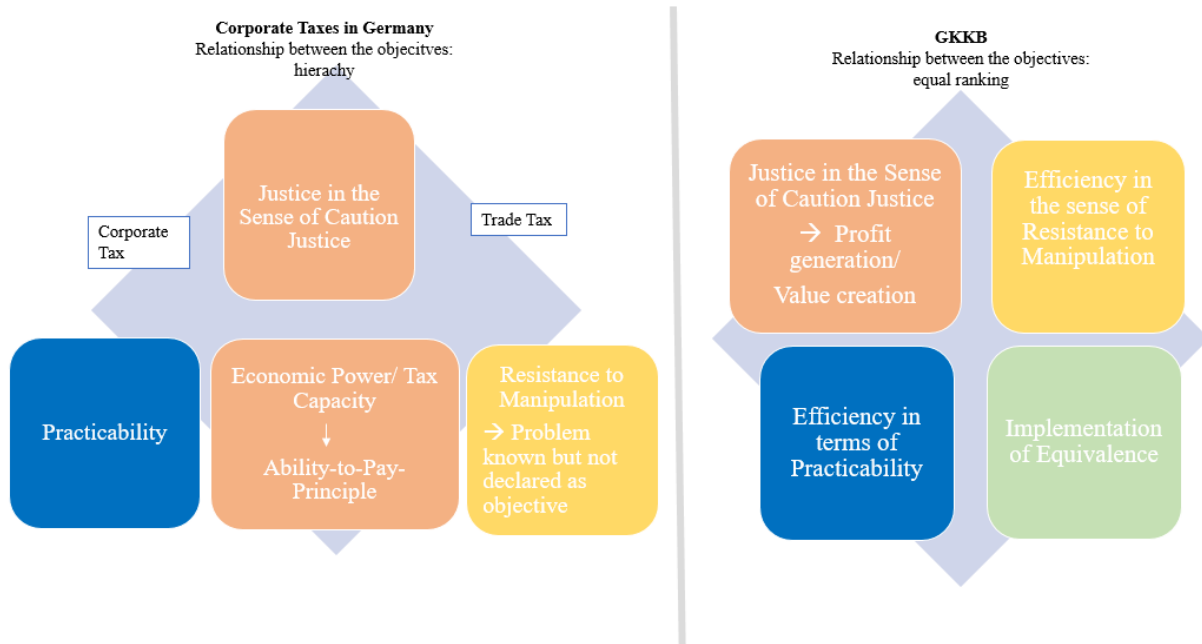 Corporate Taxes in Germany
Relationship between the objecitves:
hierachy
Justice in the
Sense of Caution
Justice
Corporate
Tax
Trade Tax
Practicability
Economic Power/ Tax
Capacity
↓
Ability-to-Pay-
Principle
Resistance to
Manipulation
→ Problem
known but not
declared as
objective
GKKB
Relationship between the objectives:
equal ranking
Justice in the Sense
of Caution Justice
→ Profit
generation/
Value creation
Efficiency in
the sense of
Resistance to
Manipulation
Efficiency in
terms of
Practicability
Implementation
of Equivalence